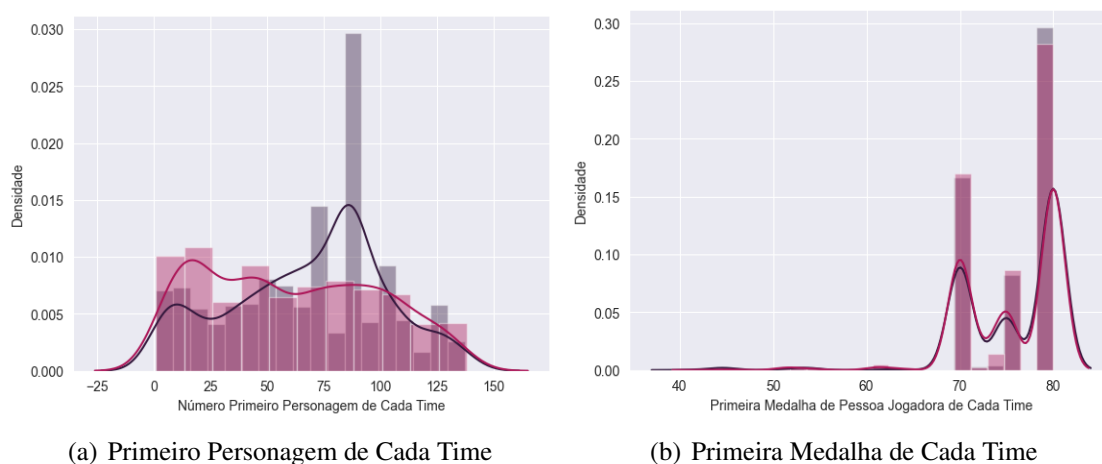 0.030
0.025
0.020
0.015
0.010
0.005
0.000
Densidade
−25 0 25 50 75 100 125 150
Número Primeiro Personagem de Cada Time
(a) Primeiro Personagem de Cada Time
0.30
0.25
0.20
0.15
0.10
0.05
0.00
Densidade
40 50 60 70 80
Primeira Medalha de Pessoa Jogadora de Cada Time
(b) Primeira Medalha de Cada Time